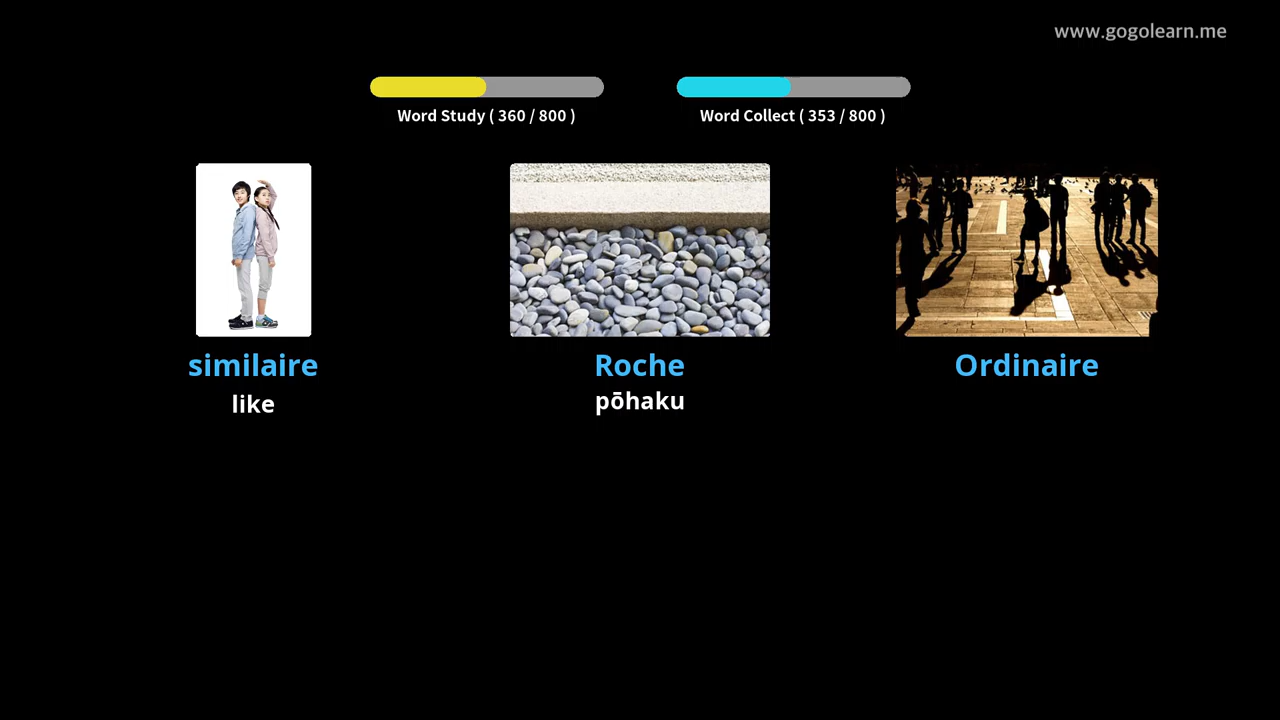 www.gogolearn.me
Word Study ( 360 / 800 )
Word Collect ( 353 / 800 )
similaire
like
Roche
pōhaku
Ordinaire